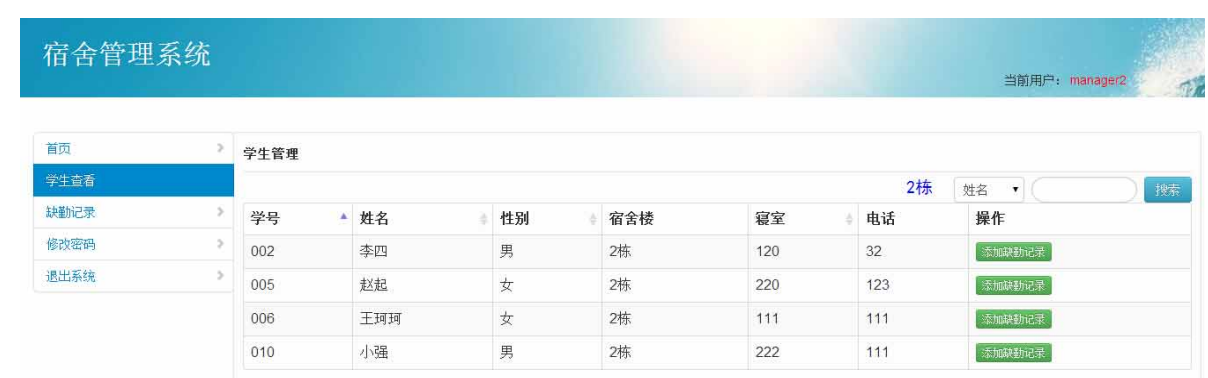 宿舍管理系统
当前用户： manager2
首页
学生查看
缺勤记录
修改密码
退出系统
学生管理
2栋 姓名 搜索
学号 姓名 性别 宿舍楼 寝室 电话 操作
002 李四 男 2栋 120 32 添加缺勤记录
005 赵起 女 2栋 220 123 添加缺勤记录
006 王珂珂 女 2栋 111 111 添加缺勤记录
010 小强 男 2栋 222 111 添加缺勤记录